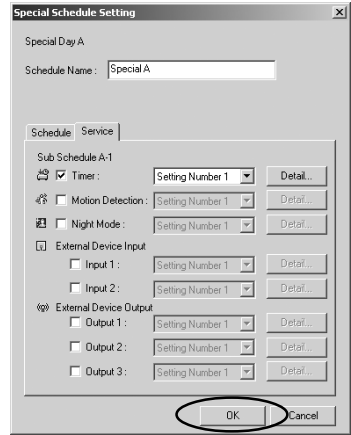 Special Schedule Setting
Special Day A
Schedule Name : Special A
Schedule Service
Sub Schedule A-1
Timer : Setting Number 1 Detail...
Motion Detection : Setting Number 1 Detail...
Night Mode : Setting Number 1 Detail...
External Device Input
Input 1 : Setting Number 1 Detail...
Input 2 : Setting Number 1 Detail...
External Device Output
Output 1 : Setting Number 1 Detail...
Output 2 : Setting Number 1 Detail...
Output 3 : Setting Number 1 Detail...
OK Cancel